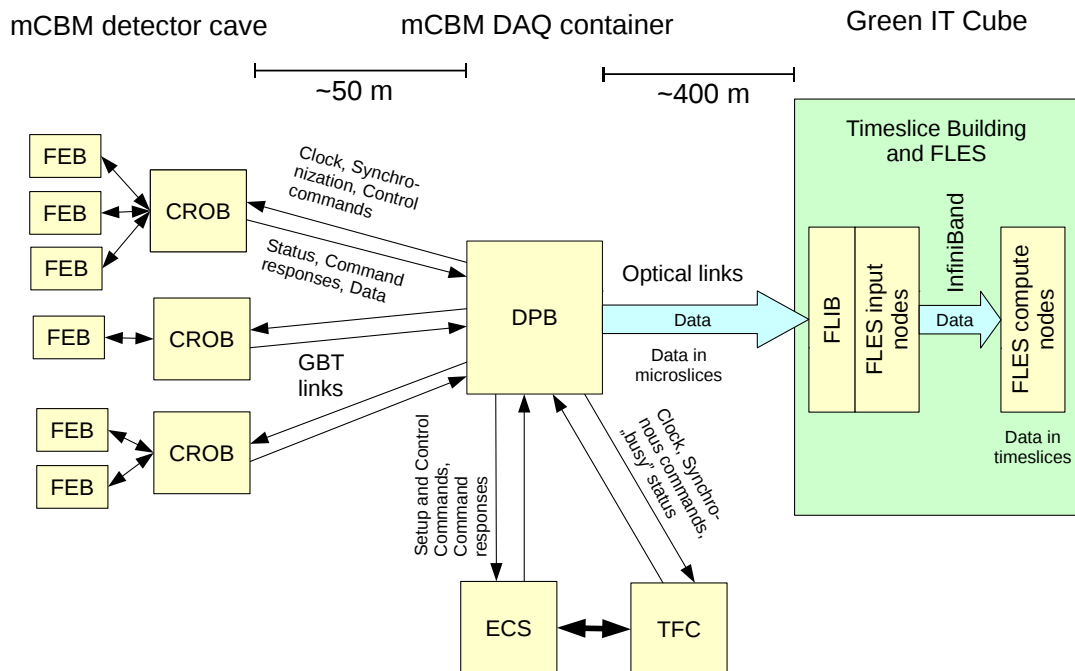 mCBM detector cave
mCBM DAQ container
Green IT Cube
~50 m
~400 m
Timeslice Building
and FLES
FEB
FEB
FEB
CROB
Clock, Synchro-
nization, Control
commands
Status, Command
responses, Data
FEB
CROB
GBT
links
FEB
FEB
CROB
DPB
Optical links
Data
Data in
microslices
FLIB
FLES input
nodes
InfiniBand
Data
FLES compute
nodes
Data in
timeslices
Setup and Control
Commands,
Command
responses
Clock, Synchro-
nous commands,
„busy” status
ECS
TFC